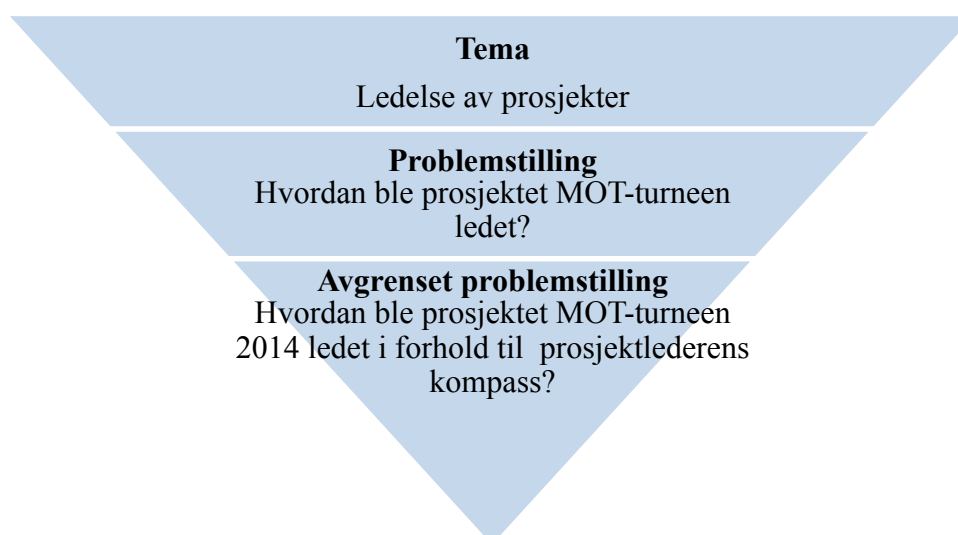 Tema
Ledelse av prosjekter
Problemstilling
Hvordan ble prosjektet MOT-turneen
ledet?
Avgrenset problemstilling
Hvordan ble prosjektet MOT-turneen
2014 ledet i forhold til  prosjektlederens
kompass?